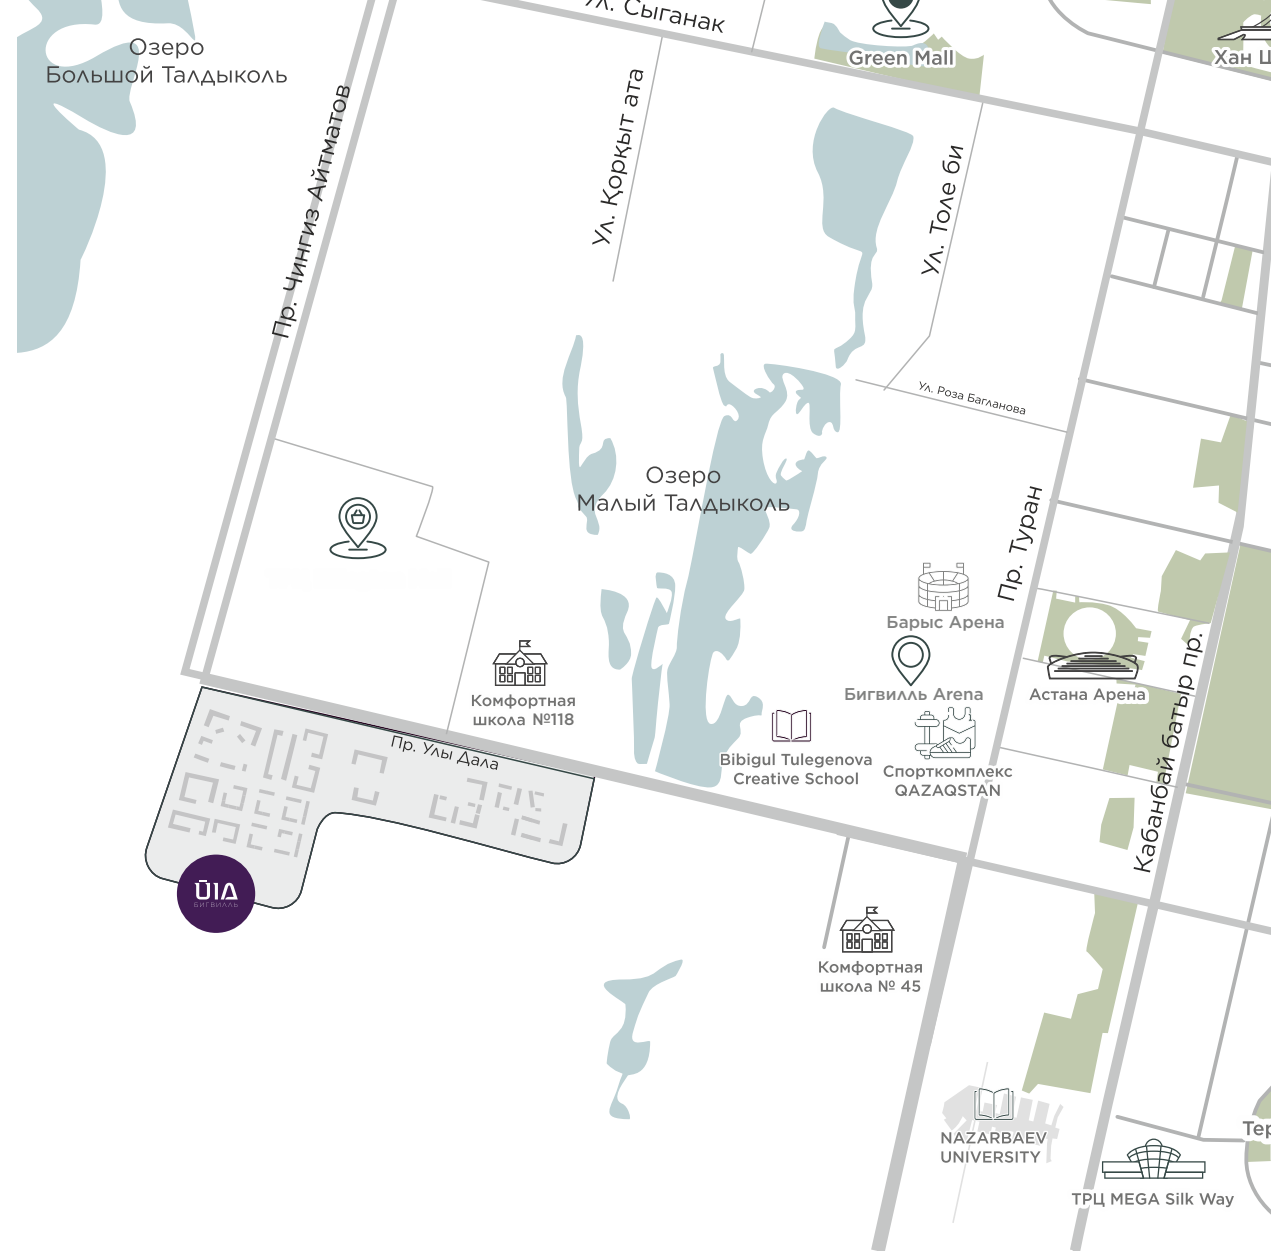 Ул. Сыганак
Озеро
Большой Талдыколь
Green Mall
Хан Ш
Пр. Чингиз Айтматов
Ул. Қорқыт ата
Ул. Толе би
Ул. Роза Багланова
Озеро
Малый Талдыколь
Пр. Туран
Барыс Арена
Бигвилль Arena
Астана Арена
Кабанбай батыр пр.
Комфортная
школа №118
Пр. Улы Дала
Bibigul Tulegenova
Creative School
Спорткомплекс
QAZAQSTAN
ŪIД
БИГВИЛЛЬ
Комфортная
школа № 45
NAZARBAEV
UNIVERSITY
Тер
ТРЦ MEGA Silk Way